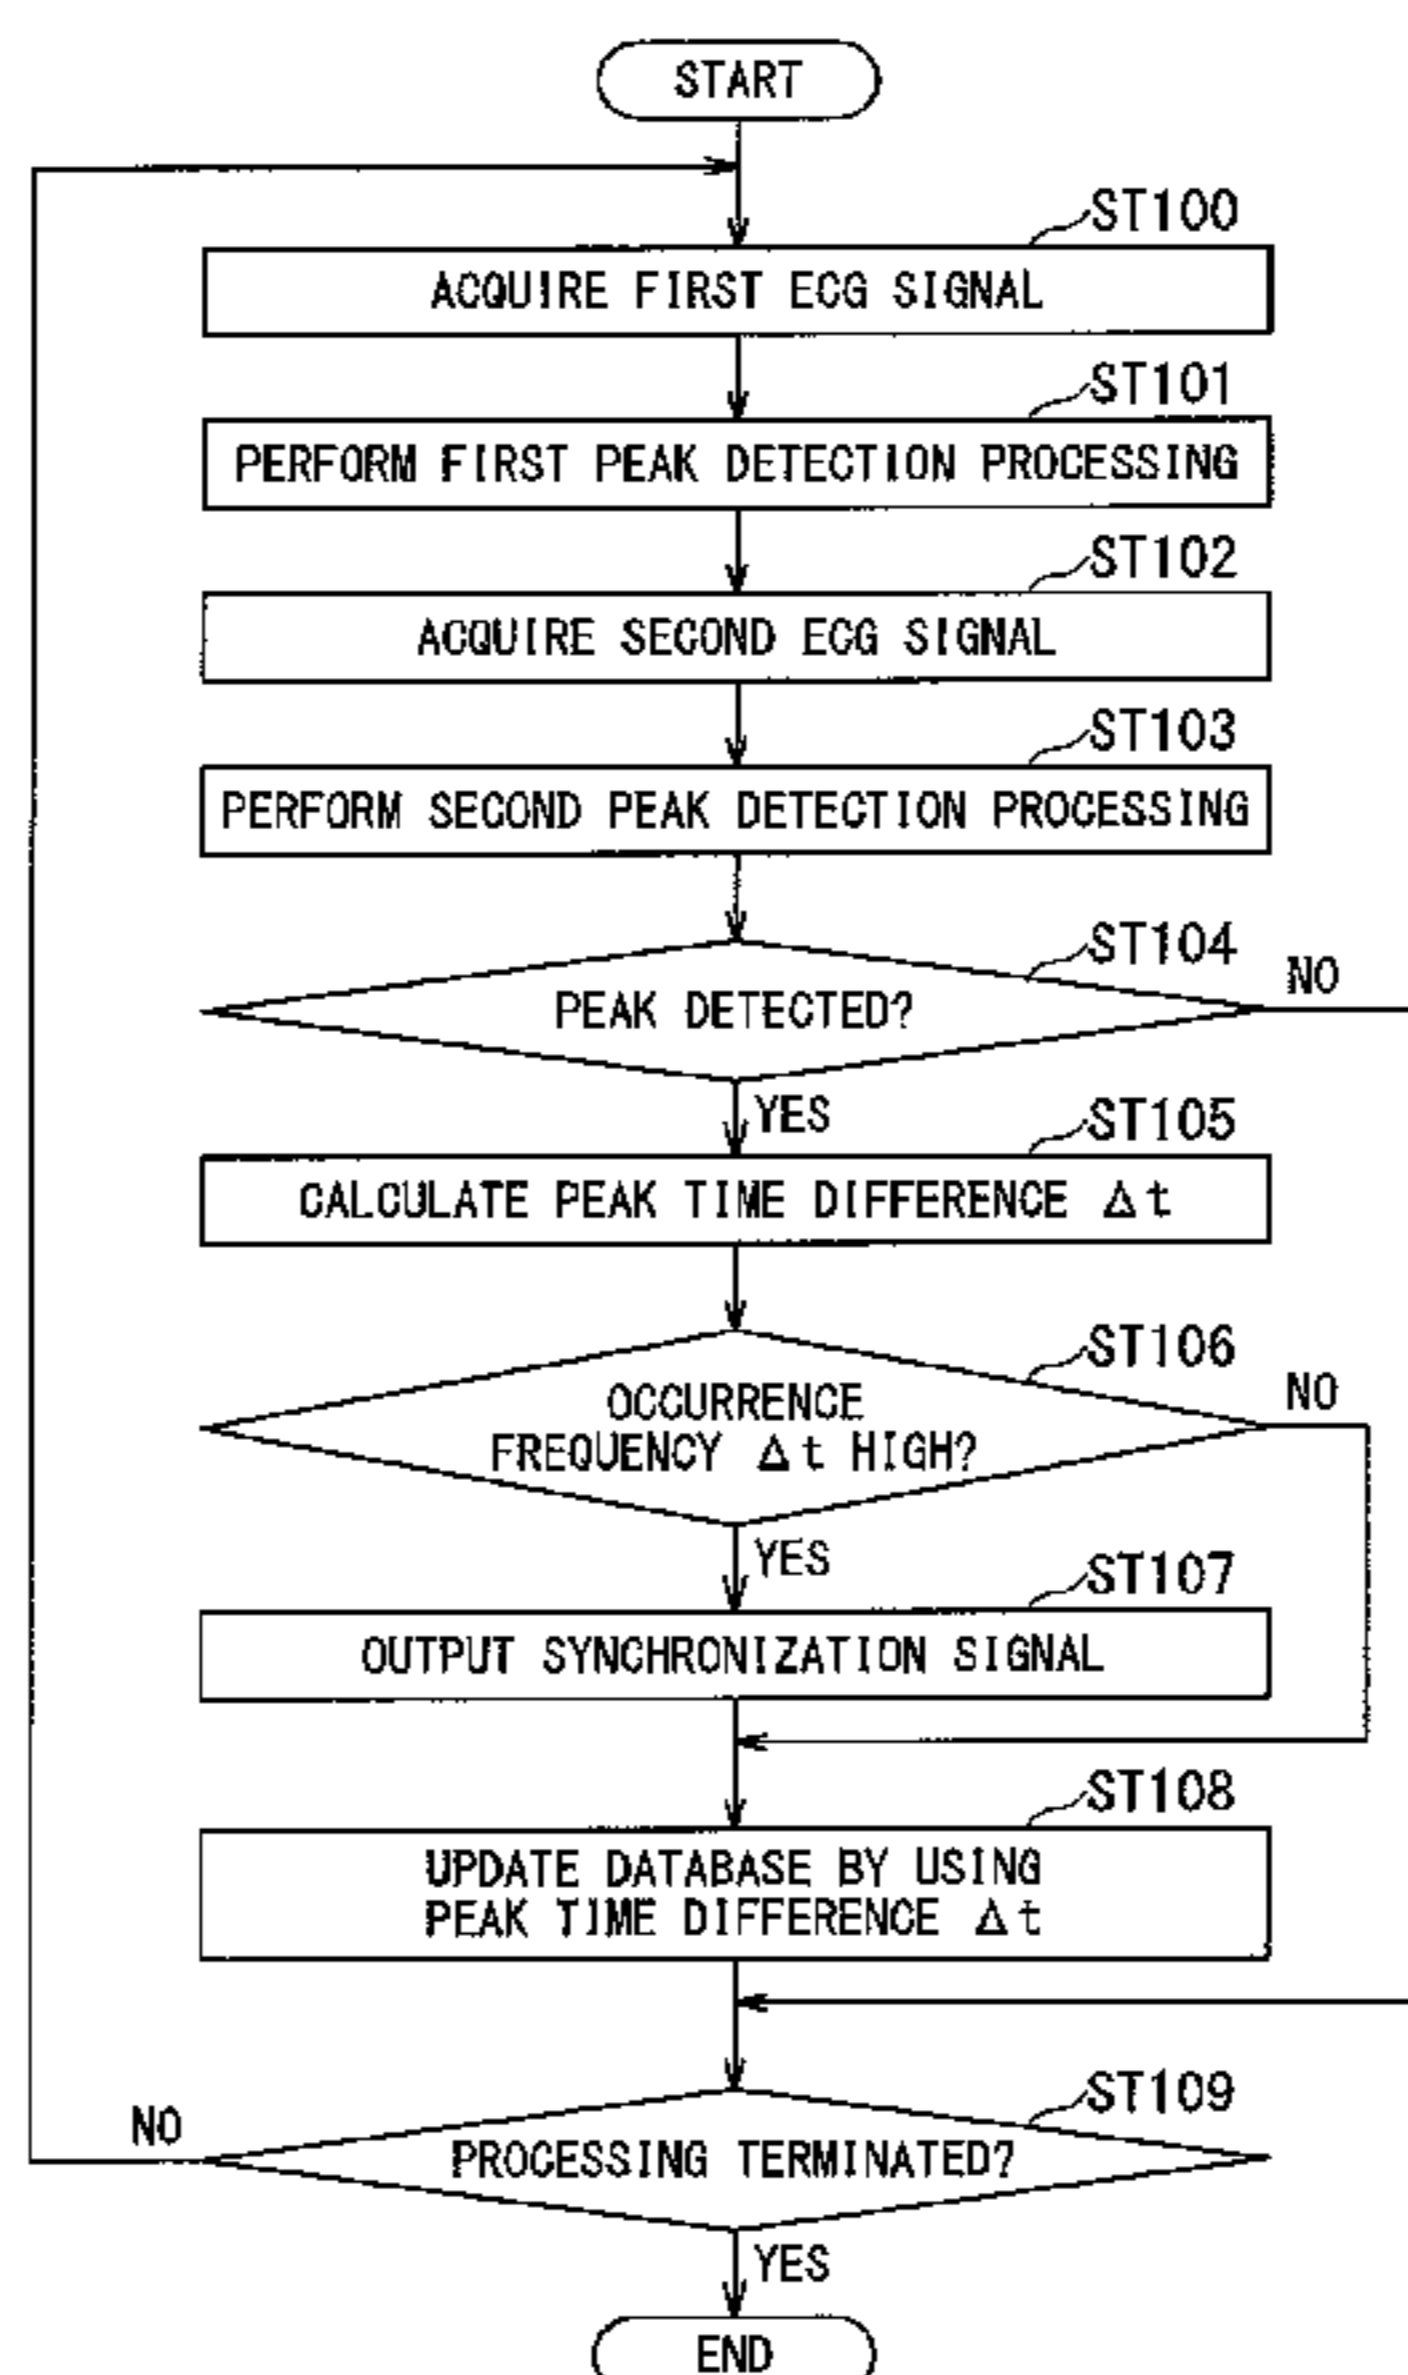 START
ST100
ACQUIRE FIRST ECG SIGNAL
ST101
PERFORM FIRST PEAK DETECTION PROCESSING
ST102
ACQUIRE SECOND ECG SIGNAL
ST103
PERFORM SECOND PEAK DETECTION PROCESSING
ST104
NO
PEAK DETECTED?
YES
ST105
CALCULATE PEAK TIME DIFFERENCE Δt
ST106
NO
OCCURRENCE
FREQUENCY Δt HIGH?
YES
ST107
OUTPUT SYNCHRONIZATION SIGNAL
ST108
UPDATE DATABASE BY USING
PEAK TIME DIFFERENCE Δt
ST109
NO
PROCESSING TERMINATED?
YES
END